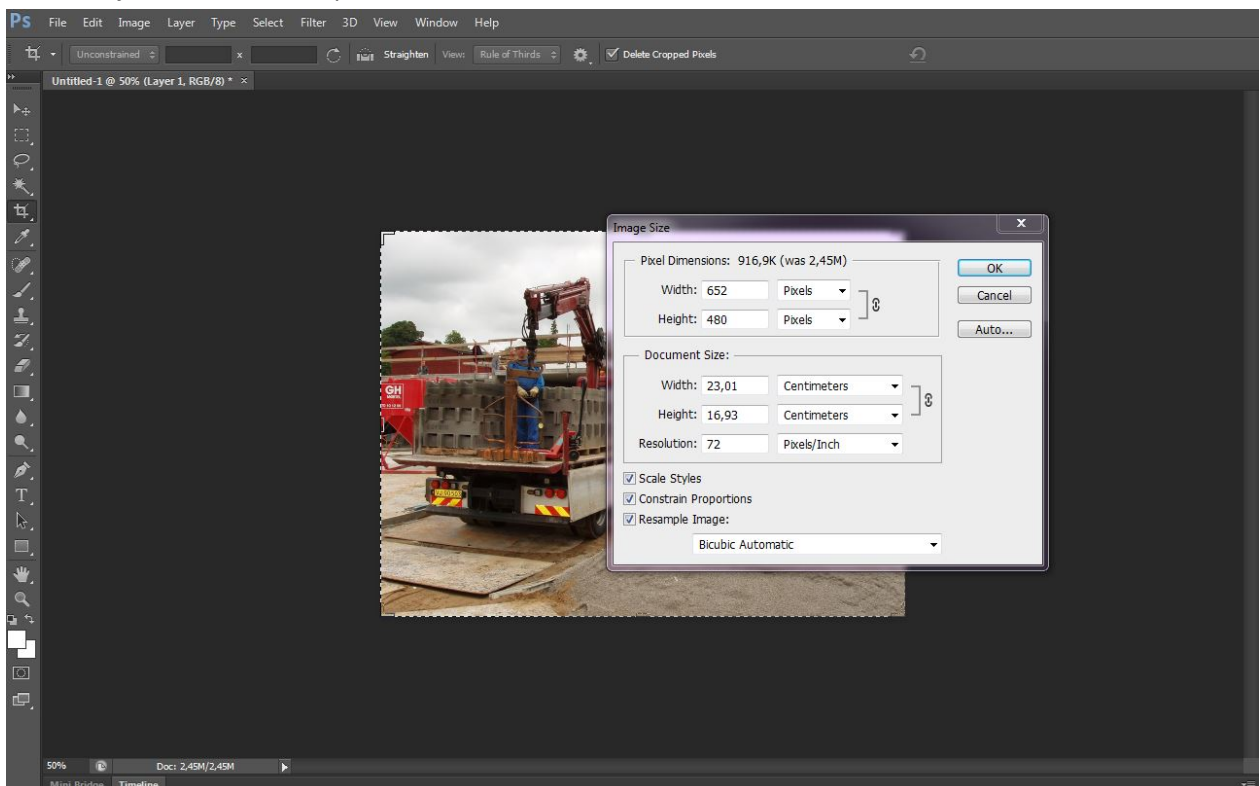 Ps File Edit Image Layer Type Select Filter 3D View Window Help
Unconstrained x Straighten View: Rule of Thirds Delete Cropped Pixels
Untitled-1 @ 50% (Layer 1, RGB/8) * ×
Image Size x
Pixel Dimensions: 916,9K (was 2,45M)
OK
Width: 652 Pixels
Cancel
Height: 480 Pixels
Auto...
Document Size:
Width: 23,01 Centimeters
Height: 16,93 Centimeters
Resolution: 72 Pixels/Inch
Scale Styles
Constrain Proportions
Resample Image:
Bicubic Automatic
GH
T
50% Doc: 2,45M/2,45M
Mini Bridge Timeline